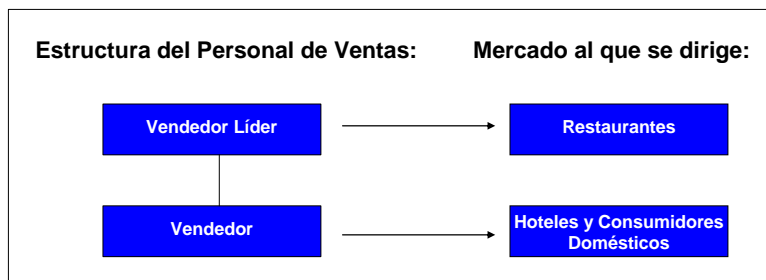 Estructura del Personal de Ventas: Mercado al que se dirige:
Vendedor Líder Restaurantes
Vendedor Hoteles y Consumidores
Domésticos